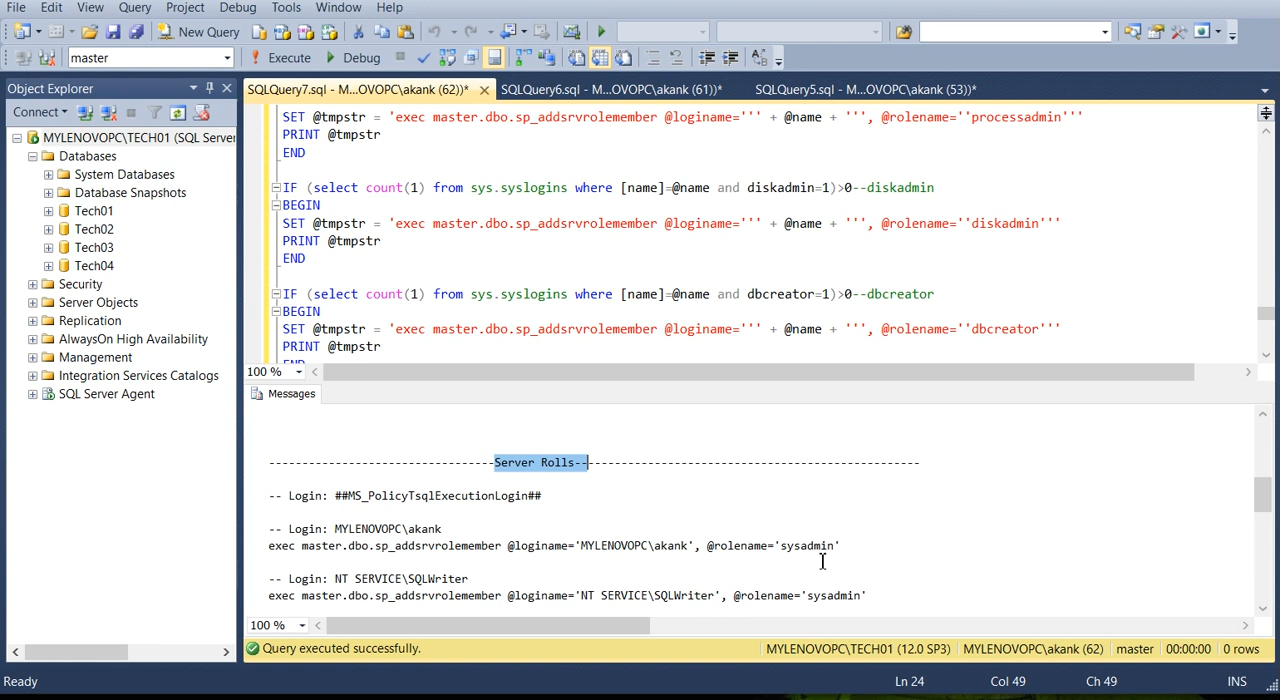 File Edit View Query Project Debug Tools Window Help
New Query
master Execute Debug
Object Explorer
Connect
MYLENOVOPC\TECH01 (SQL Server
Databases
System Databases
Database Snapshots
Tech01
Tech02
Tech03
Tech04
Security
Server Objects
Replication
AlwaysOn High Availability
Management
Integration Services Catalogs
SQL Server Agent
SQLQuery7.sql - M...OVOPC\akank (62))* SQLQuery6.sql - M...OVOPC\akank (61))* SQLQuery5.sql - M...OVOPC\akank (53))*
SET @tmpstr = 'exec master.dbo.sp_addsrvrolemember @loginame=''' + @name + ''', @rolename=''processadmin'''
PRINT @tmpstr
END
IF (select count(1) from sys.syslogins where [name]=@name and diskadmin=1)>0--diskadmin
BEGIN
SET @tmpstr = 'exec master.dbo.sp_addsrvrolemember @loginame=''' + @name + ''', @rolename=''diskadmin'''
PRINT @tmpstr
END
IF (select count(1) from sys.syslogins where [name]=@name and dbcreator=1)>0--dbcreator
BEGIN
SET @tmpstr = 'exec master.dbo.sp_addsrvrolemember @loginame=''' + @name + ''', @rolename=''dbcreator'''
PRINT @tmpstr
END
100 %
Messages
----------------------------------Server Rolls----------------------------------------------------
-- Login: ##MS_PolicyTsqlExecutionLogin##
-- Login: MYLENOVOPC\akank
exec master.dbo.sp_addsrvrolemember @loginame='MYLENOVOPC\akank', @rolename='sysadmin'
-- Login: NT SERVICE\SQLWriter
exec master.dbo.sp_addsrvrolemember @loginame='NT SERVICE\SQLWriter', @rolename='sysadmin'
100 %
Query executed successfully. MYLENOVOPC\TECH01 (12.0 SP3) MYLENOVOPC\akank (62) master 00:00:00 0 rows
Ready Ln 24 Col 49 Ch 49 INS